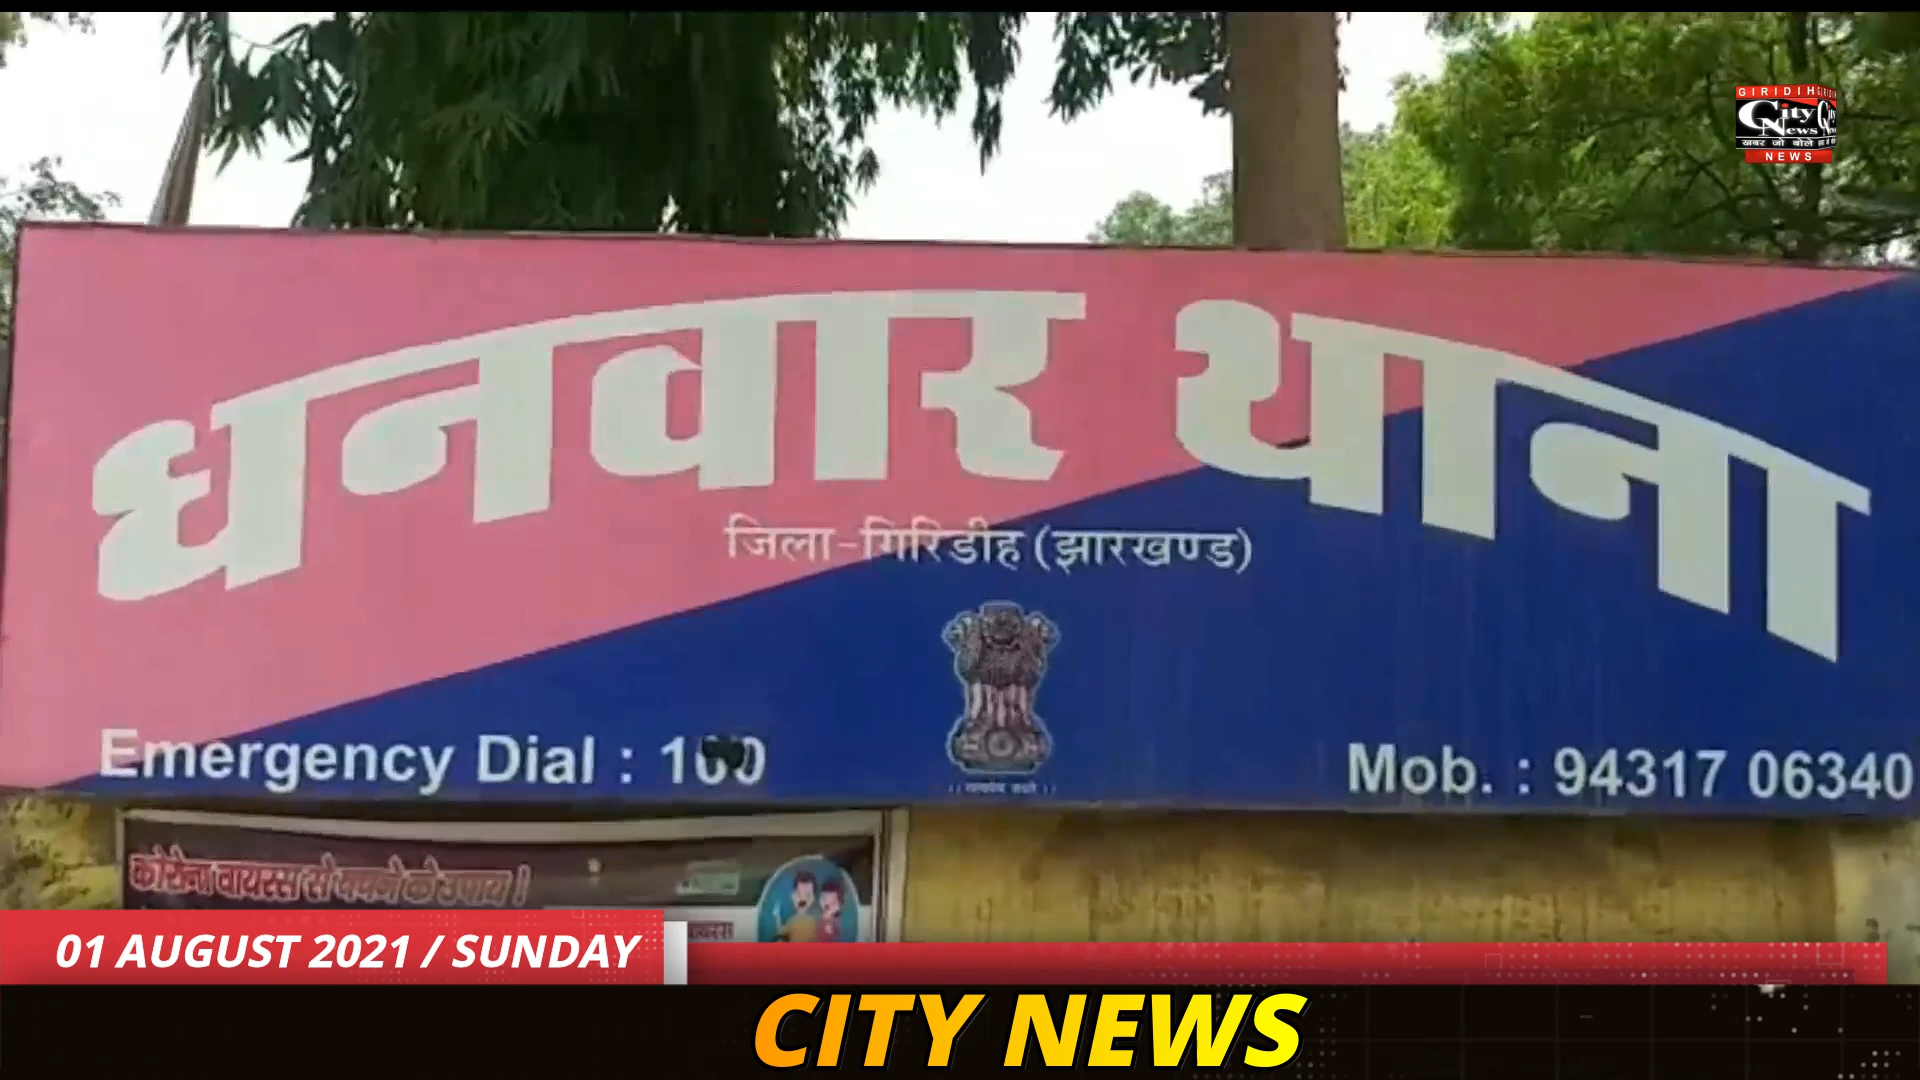 GIRIDIH
City News
खबर जो बोले
NEWS
धनवार थाना
जिला-गिरिडीह (झारखण्ड)
Emergency Dial : 100
Mob. : 94317 06340
कोरोना वायरस से बचने के उपाय !
01 AUGUST 2021 / SUNDAY
CITY NEWS